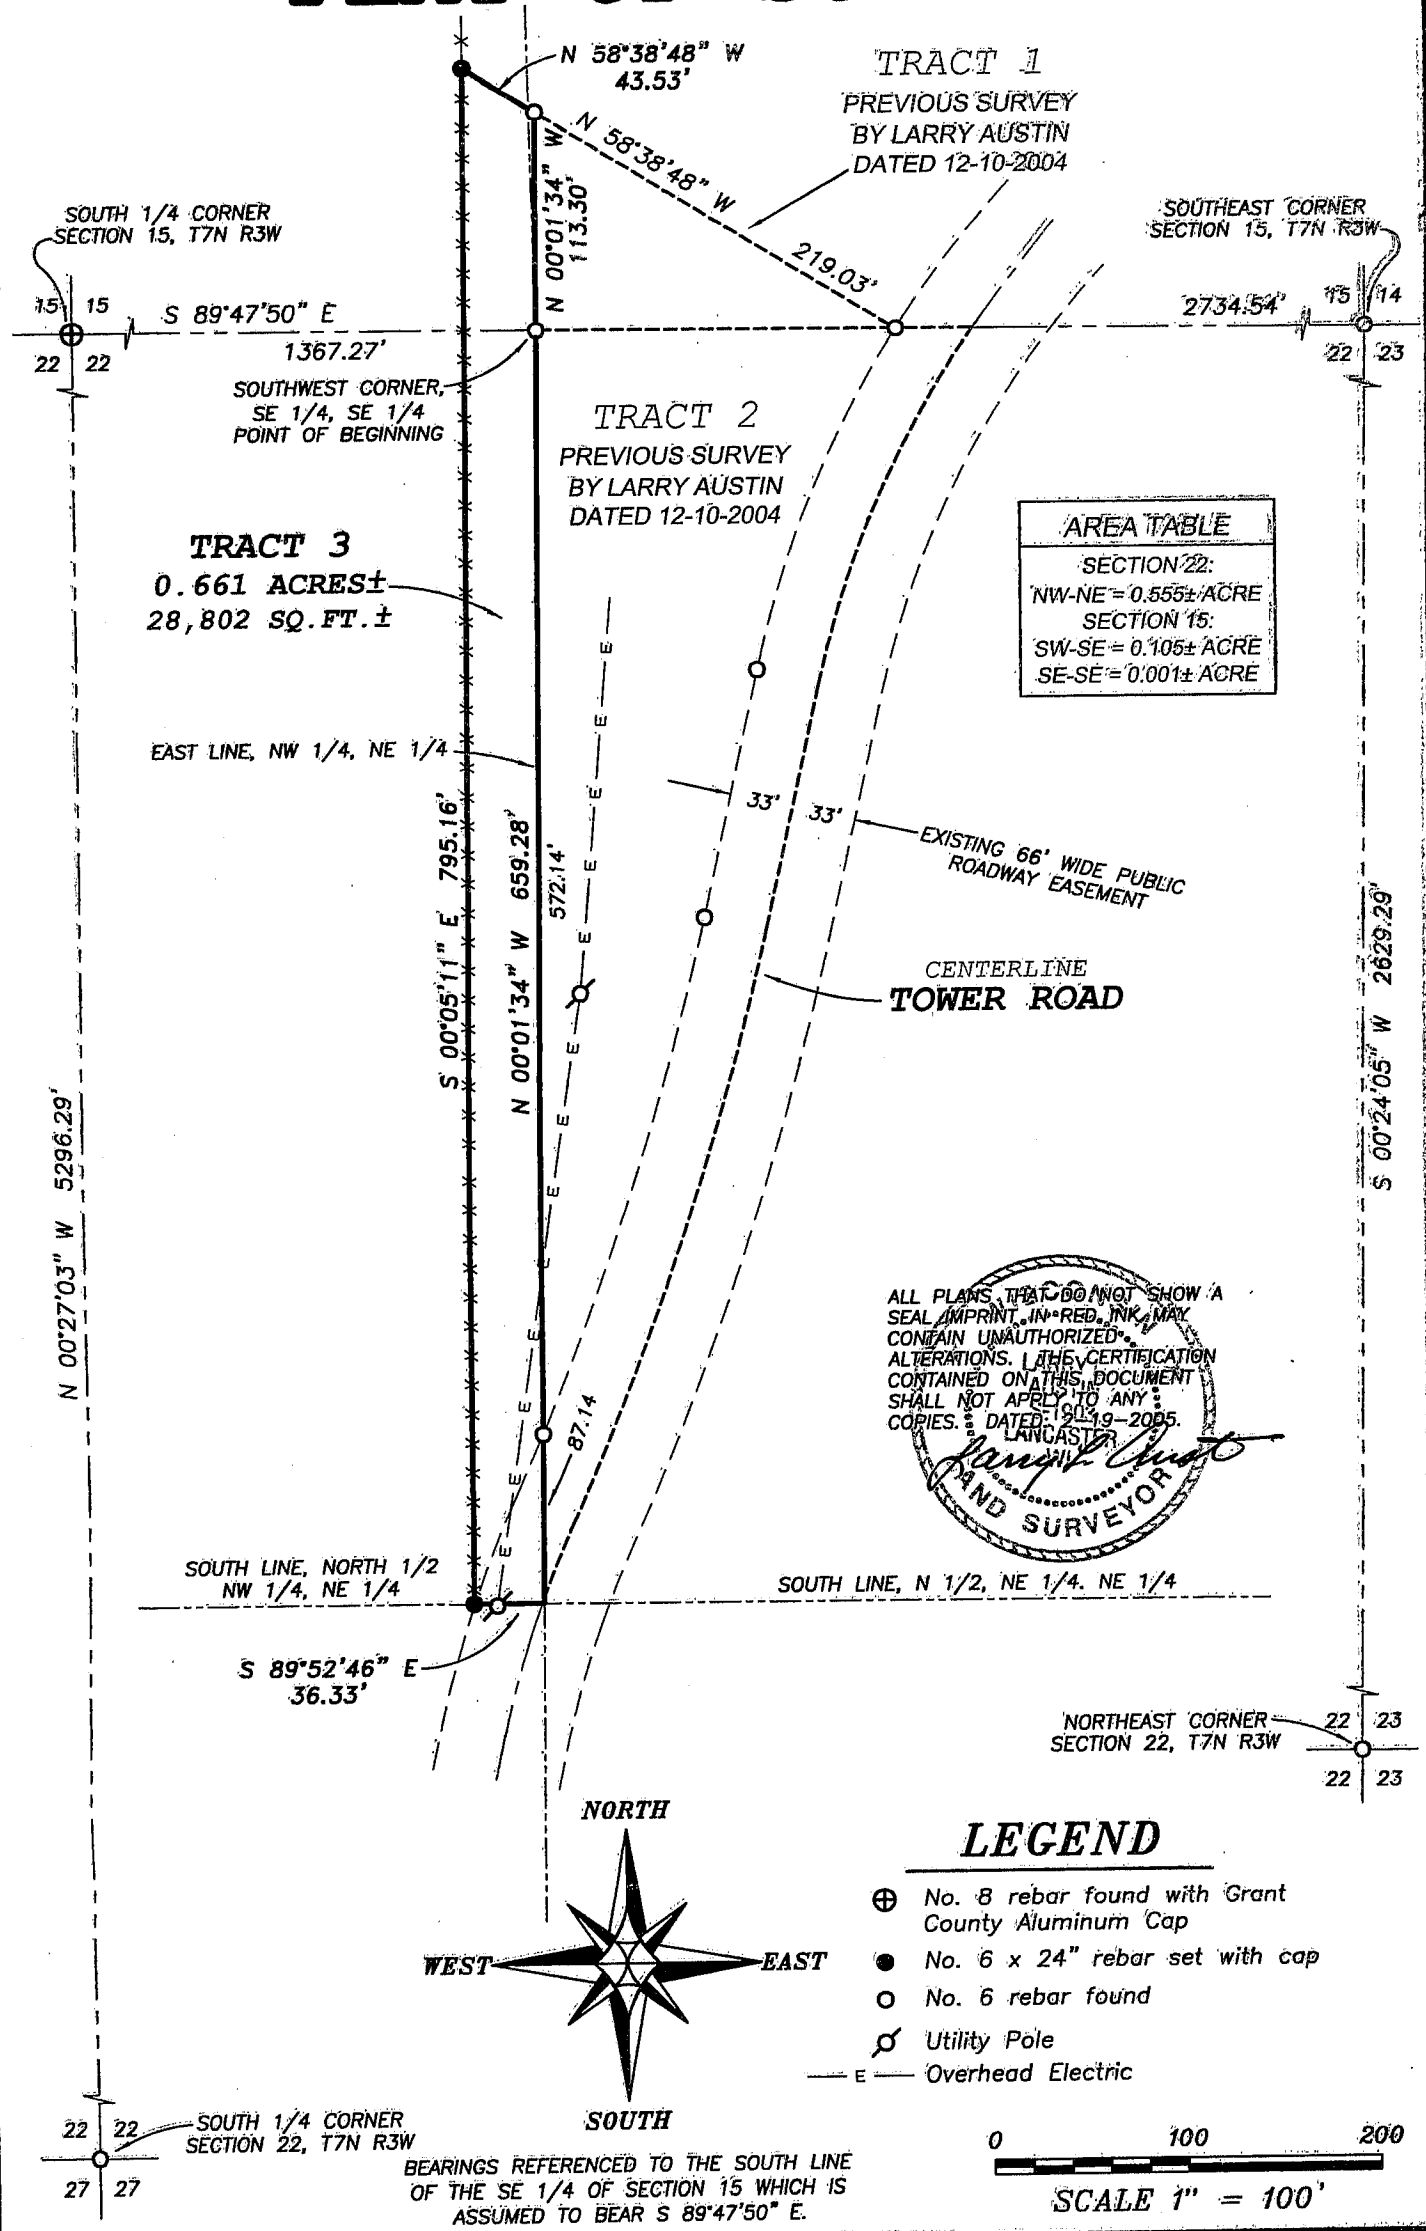 N 58°38'48" W
43.53'
TRACT 1
PREVIOUS SURVEY
BY LARRY AUSTIN
DATED 12-10-2004
N 58°38'48" W
219.03'
N 00°01'34" W
113.30'
SOUTH 1/4 CORNER
SECTION 15, T7N R3W
SOUTHEAST CORNER
SECTION 15, T7N R3W
15 15
22 22
S 89°47'50" E
1367.27'
2734.54'
15 14
22 23
SOUTHWEST CORNER,
SE 1/4, SE 1/4
POINT OF BEGINNING
TRACT 2
PREVIOUS SURVEY
BY LARRY AUSTIN
DATED 12-10-2004
TRACT 3
0.661 ACRES±
28,802 SQ.FT.±
AREA TABLE
SECTION 22:
NW-NE = 0.555± ACRE
SECTION 15:
SW-SE = 0.105± ACRE
SE-SE = 0.001± ACRE
EAST LINE, NW 1/4, NE 1/4
S 00°05'11" E 795.16'
N 00°01'34" W 659.28'
572.14'
E
E
E
E
E
E
E
E
E
E
E
E
E
33' 33'
EXISTING 66' WIDE PUBLIC
ROADWAY EASEMENT
CENTERLINE
TOWER ROAD
N 00°27'03" W 5296.29'
S 00°24'05" W 2629.29'
87.14
ALL PLANS THAT DO NOT SHOW A
SEAL IMPRINT IN RED INK MAY
CONTAIN UNAUTHORIZED
ALTERATIONS. THE CERTIFICATION
CONTAINED ON THIS DOCUMENT
SHALL NOT APPLY TO ANY
COPIES. DATED: 2-19-2005.
LANCASTER
LAND SURVEYOR
SOUTH LINE, NORTH 1/2
NW 1/4, NE 1/4
SOUTH LINE, N 1/2, NE 1/4. NE 1/4
S 89°52'46" E
36.33'
NORTHEAST CORNER
SECTION 22, T7N R3W
22 23
22 23
NORTH
WEST
EAST
SOUTH
LEGEND
No. 8 rebar found with Grant
County Aluminum Cap
No. 6 x 24" rebar set with cap
No. 6 rebar found
Utility Pole
E Overhead Electric
22 22
27 27
SOUTH 1/4 CORNER
SECTION 22, T7N R3W
BEARINGS REFERENCED TO THE SOUTH LINE
OF THE SE 1/4 OF SECTION 15 WHICH IS
ASSUMED TO BEAR S 89°47'50" E.
0 100 200
SCALE 1" = 100'